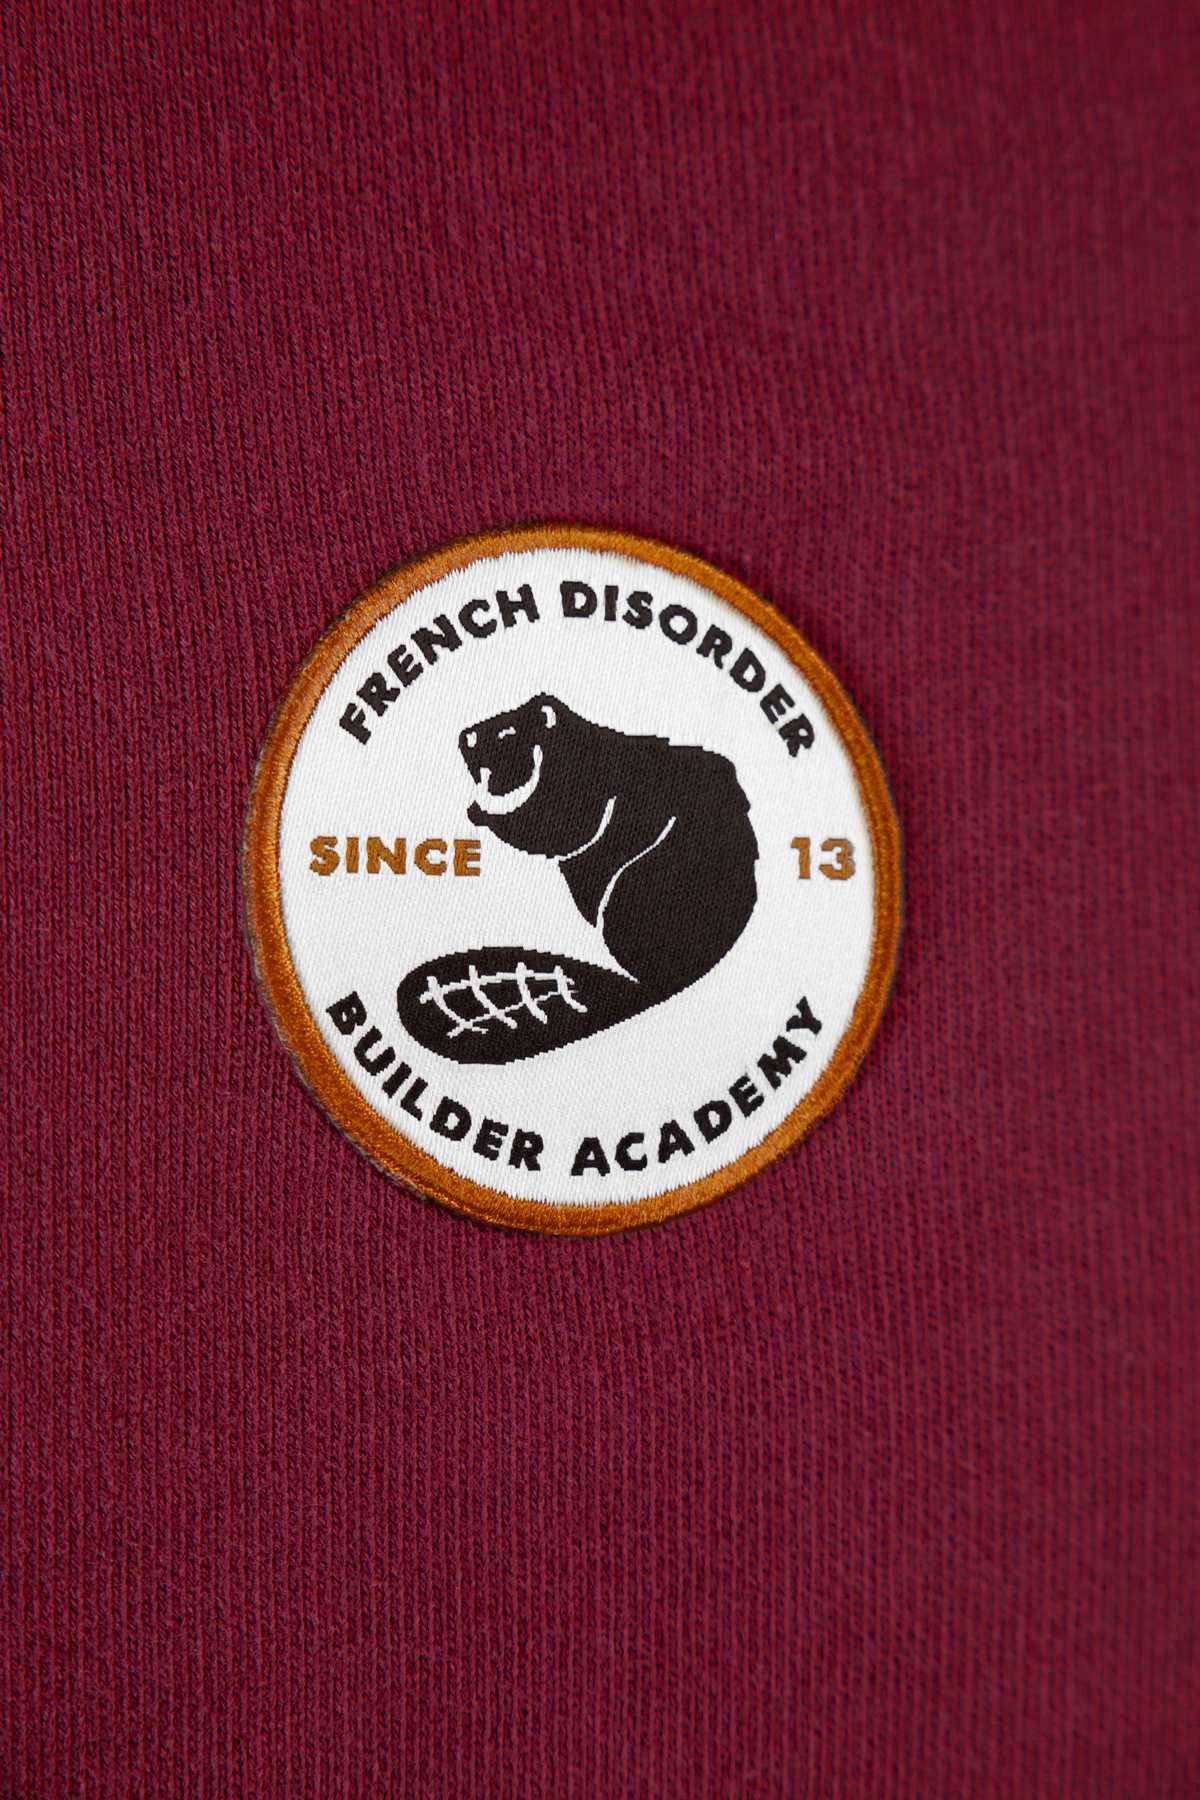 FRENCH DISORDER
SINCE 13
BUILDER ACADEMY